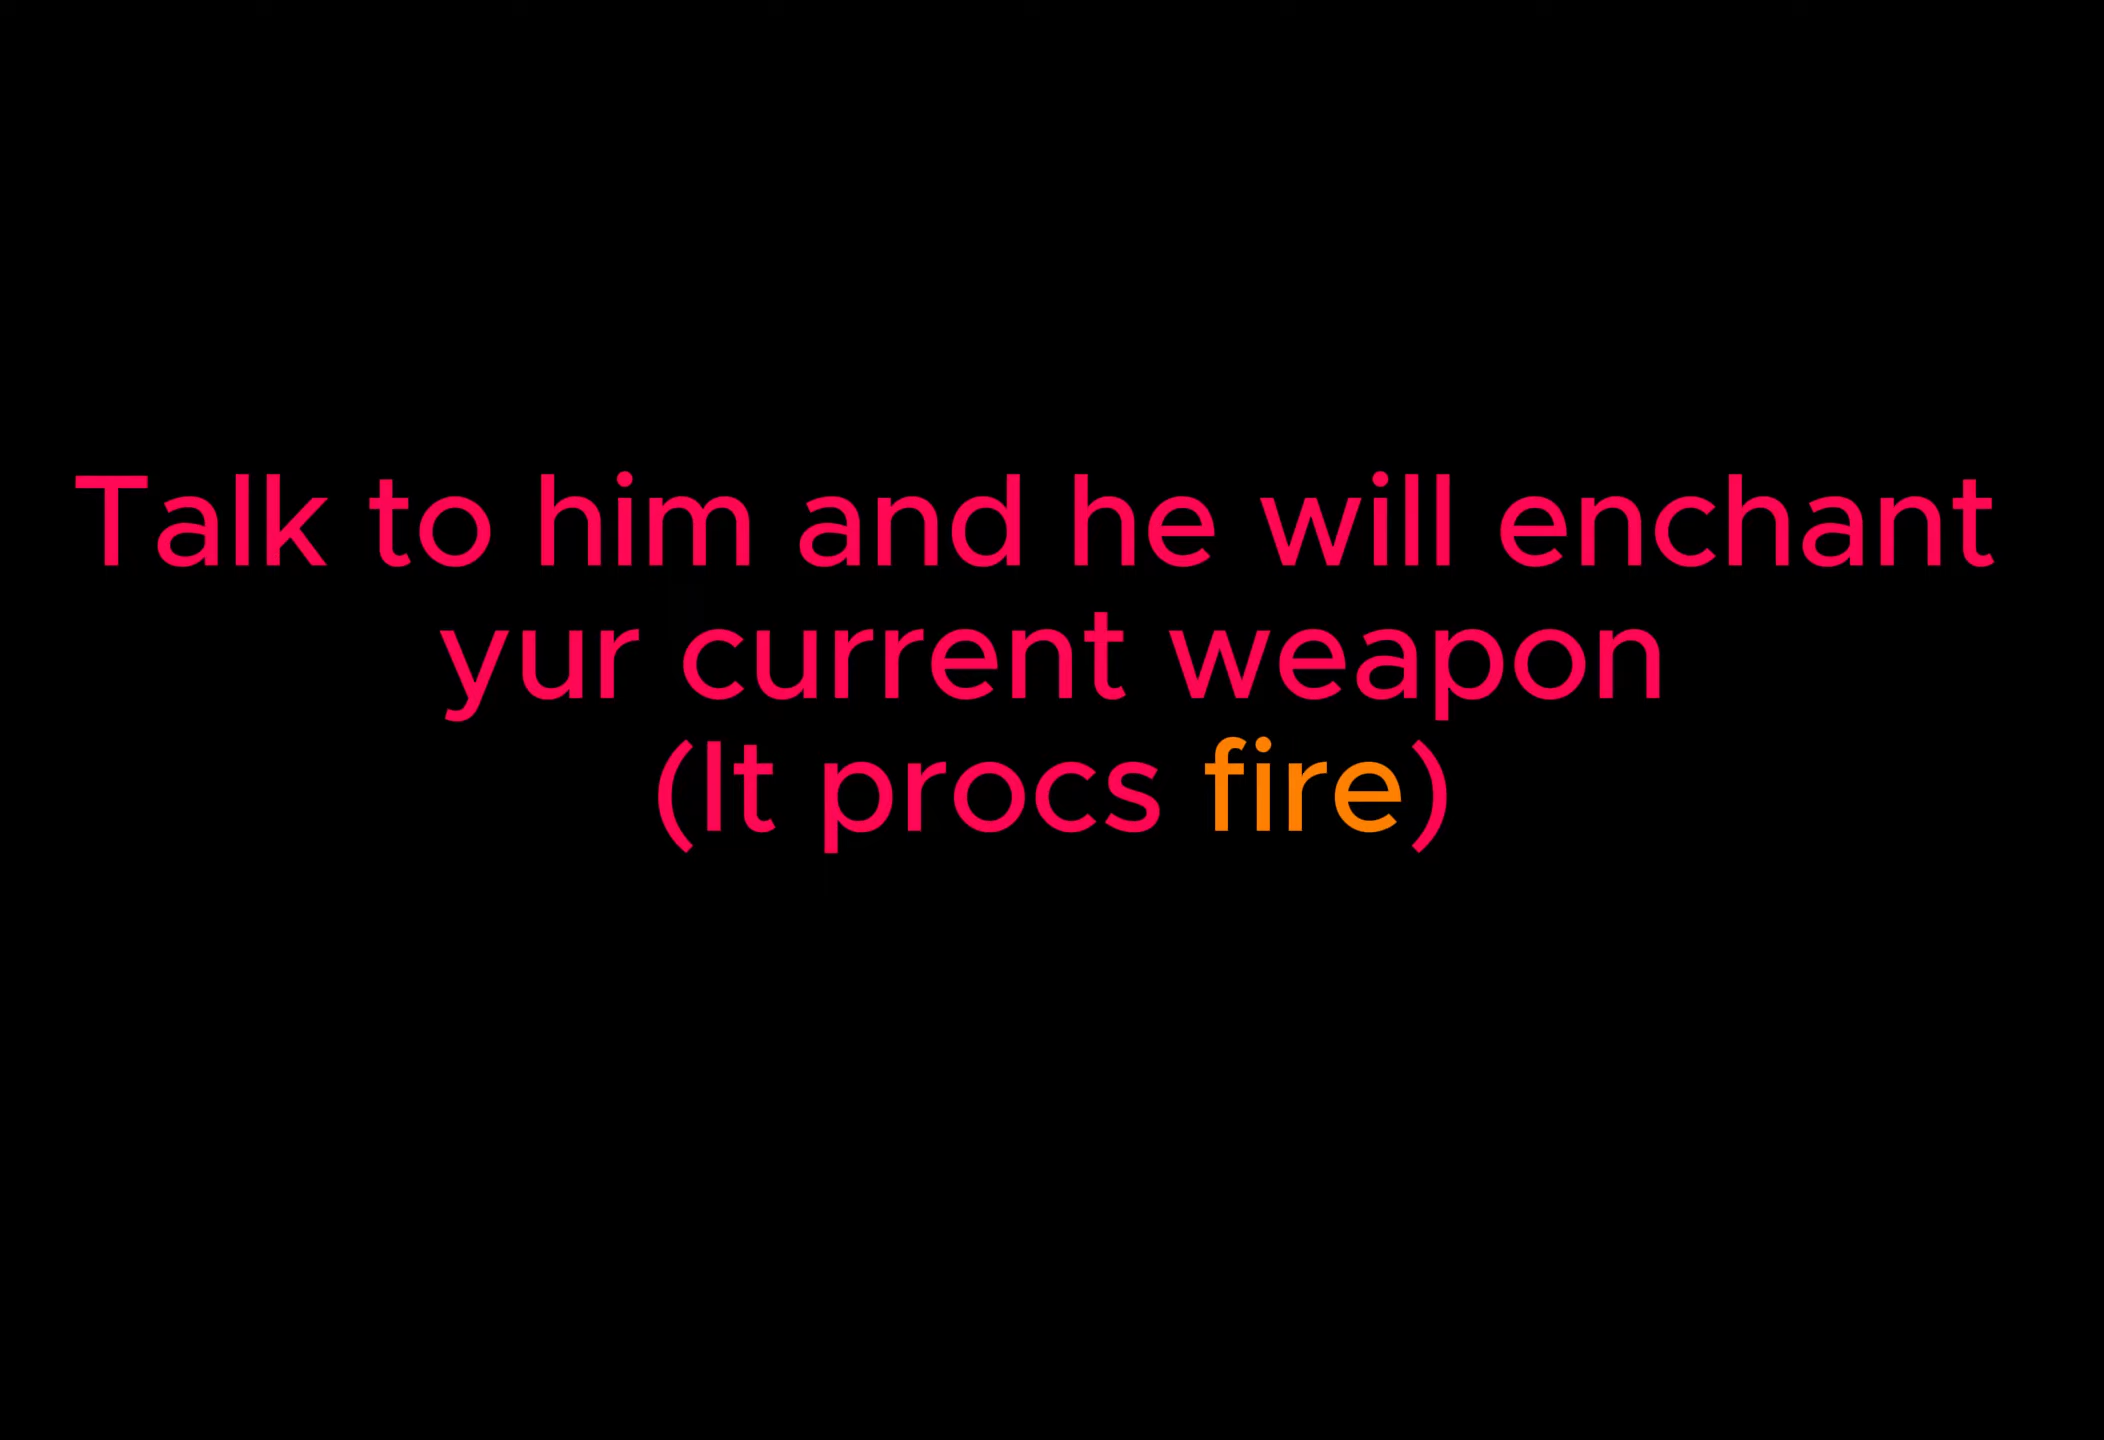 Talk to him and he will enchant
yur current weapon
(It procs fire)